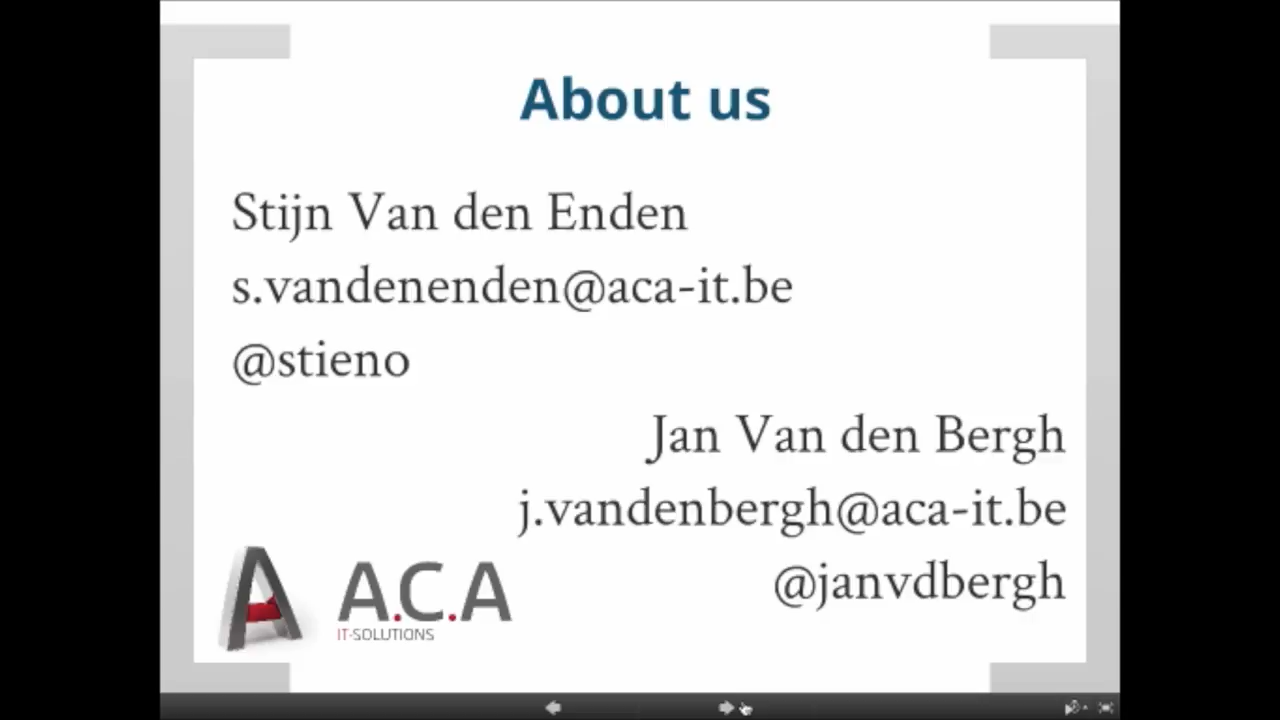 About us
Stijn Van den Enden
s.vandenenden@aca-it.be
@stieno
Jan Van den Bergh
j.vandenbergh@aca-it.be
@janvdbergh
A.C.A
IT-SOLUTIONS